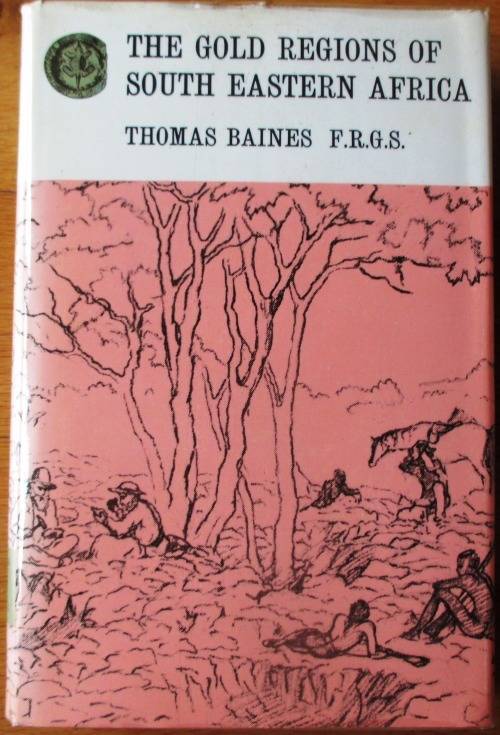 THE GOLD REGIONS OF
SOUTH EASTERN AFRICA
THOMAS BAINES F.R.G.S.